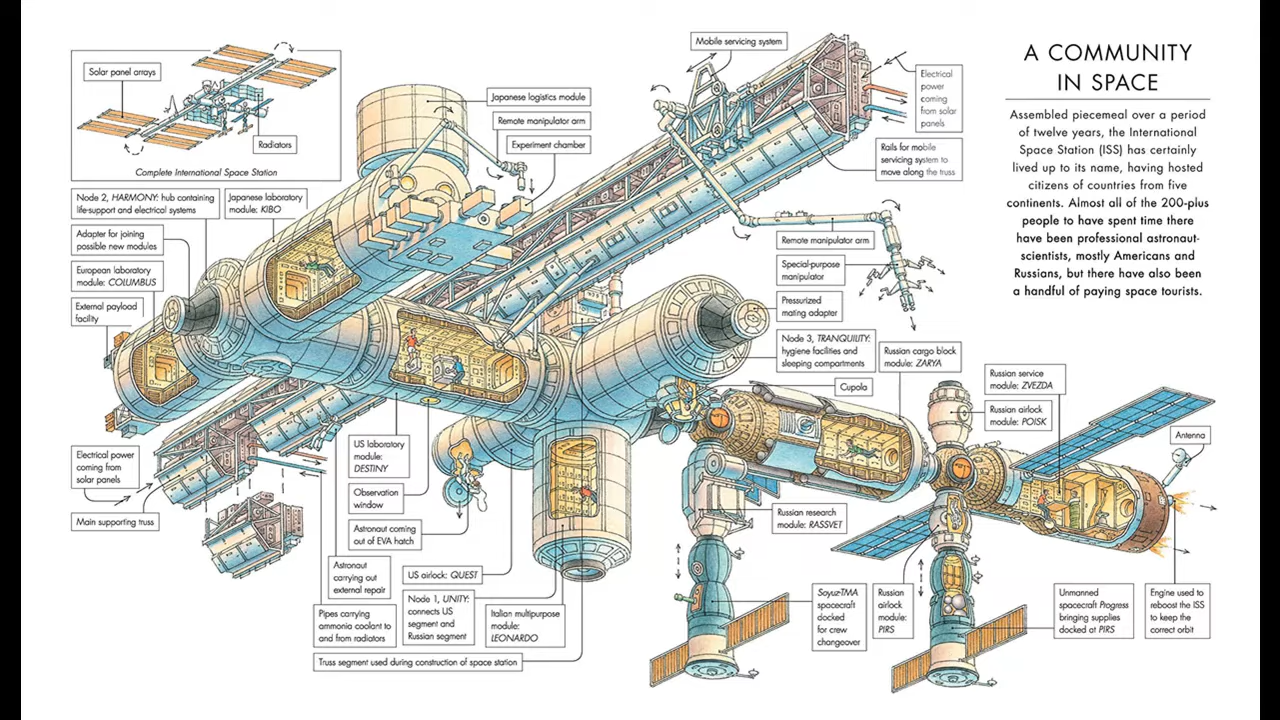 Solar panel arrays
Radiators
Complete International Space Station
Mobile servicing system
Japanese logistics module
Remote manipulator arm
Experiment chamber
Electrical
power
coming
from solar
panels
Rails for mobile
servicing system to
move along the truss
A COMMUNITY
IN SPACE
Assembled piecemeal over a period
of twelve years, the International
Space Station (ISS) has certainly
lived up to its name, having hosted
citizens of countries from five
continents. Almost all of the 200-plus
people to have spent time there
have been professional astronaut-
scientists, mostly Americans and
Russians, but there have also been
a handful of paying space tourists.
Node 2, HARMONY: hub containing
life-support and electrical systems
Japanese laboratory
module: KIBO
Adapter for joining
possible new modules
European laboratory
module: COLUMBUS
External payload
facility
Remote manipulator arm
Special-purpose
manipulator
Pressurized
mating adapter
Node 3, TRANQUILITY:
hygiene facilities and
sleeping compartments
Russian cargo block
module: ZARYA
Cupola
Russian service
module: ZVEZDA
Russian airlock
module: POISK
Antenna
Electrical power
coming from
solar panels
Main supporting truss
US laboratory
module:
DESTINY
Observation
window
Astronaut coming
out of EVA hatch
Astronaut
carrying out
external repair
US airlock: QUEST
Pipes carrying
ammonia coolant to
and from radiators
Node 1, UNITY:
connects US
segment and
Russian segment
Italian multipurpose
module:
LEONARDO
Truss segment used during construction of space station
Russian research
module: RASSVET
Soyuz-TMA
spacecraft
docked
for crew
changeover
Russian
airlock
module:
PIRS
Unmanned
spacecraft Progress
bringing supplies
docked at PIRS
Engine used to
reboost the ISS
to keep the
correct orbit